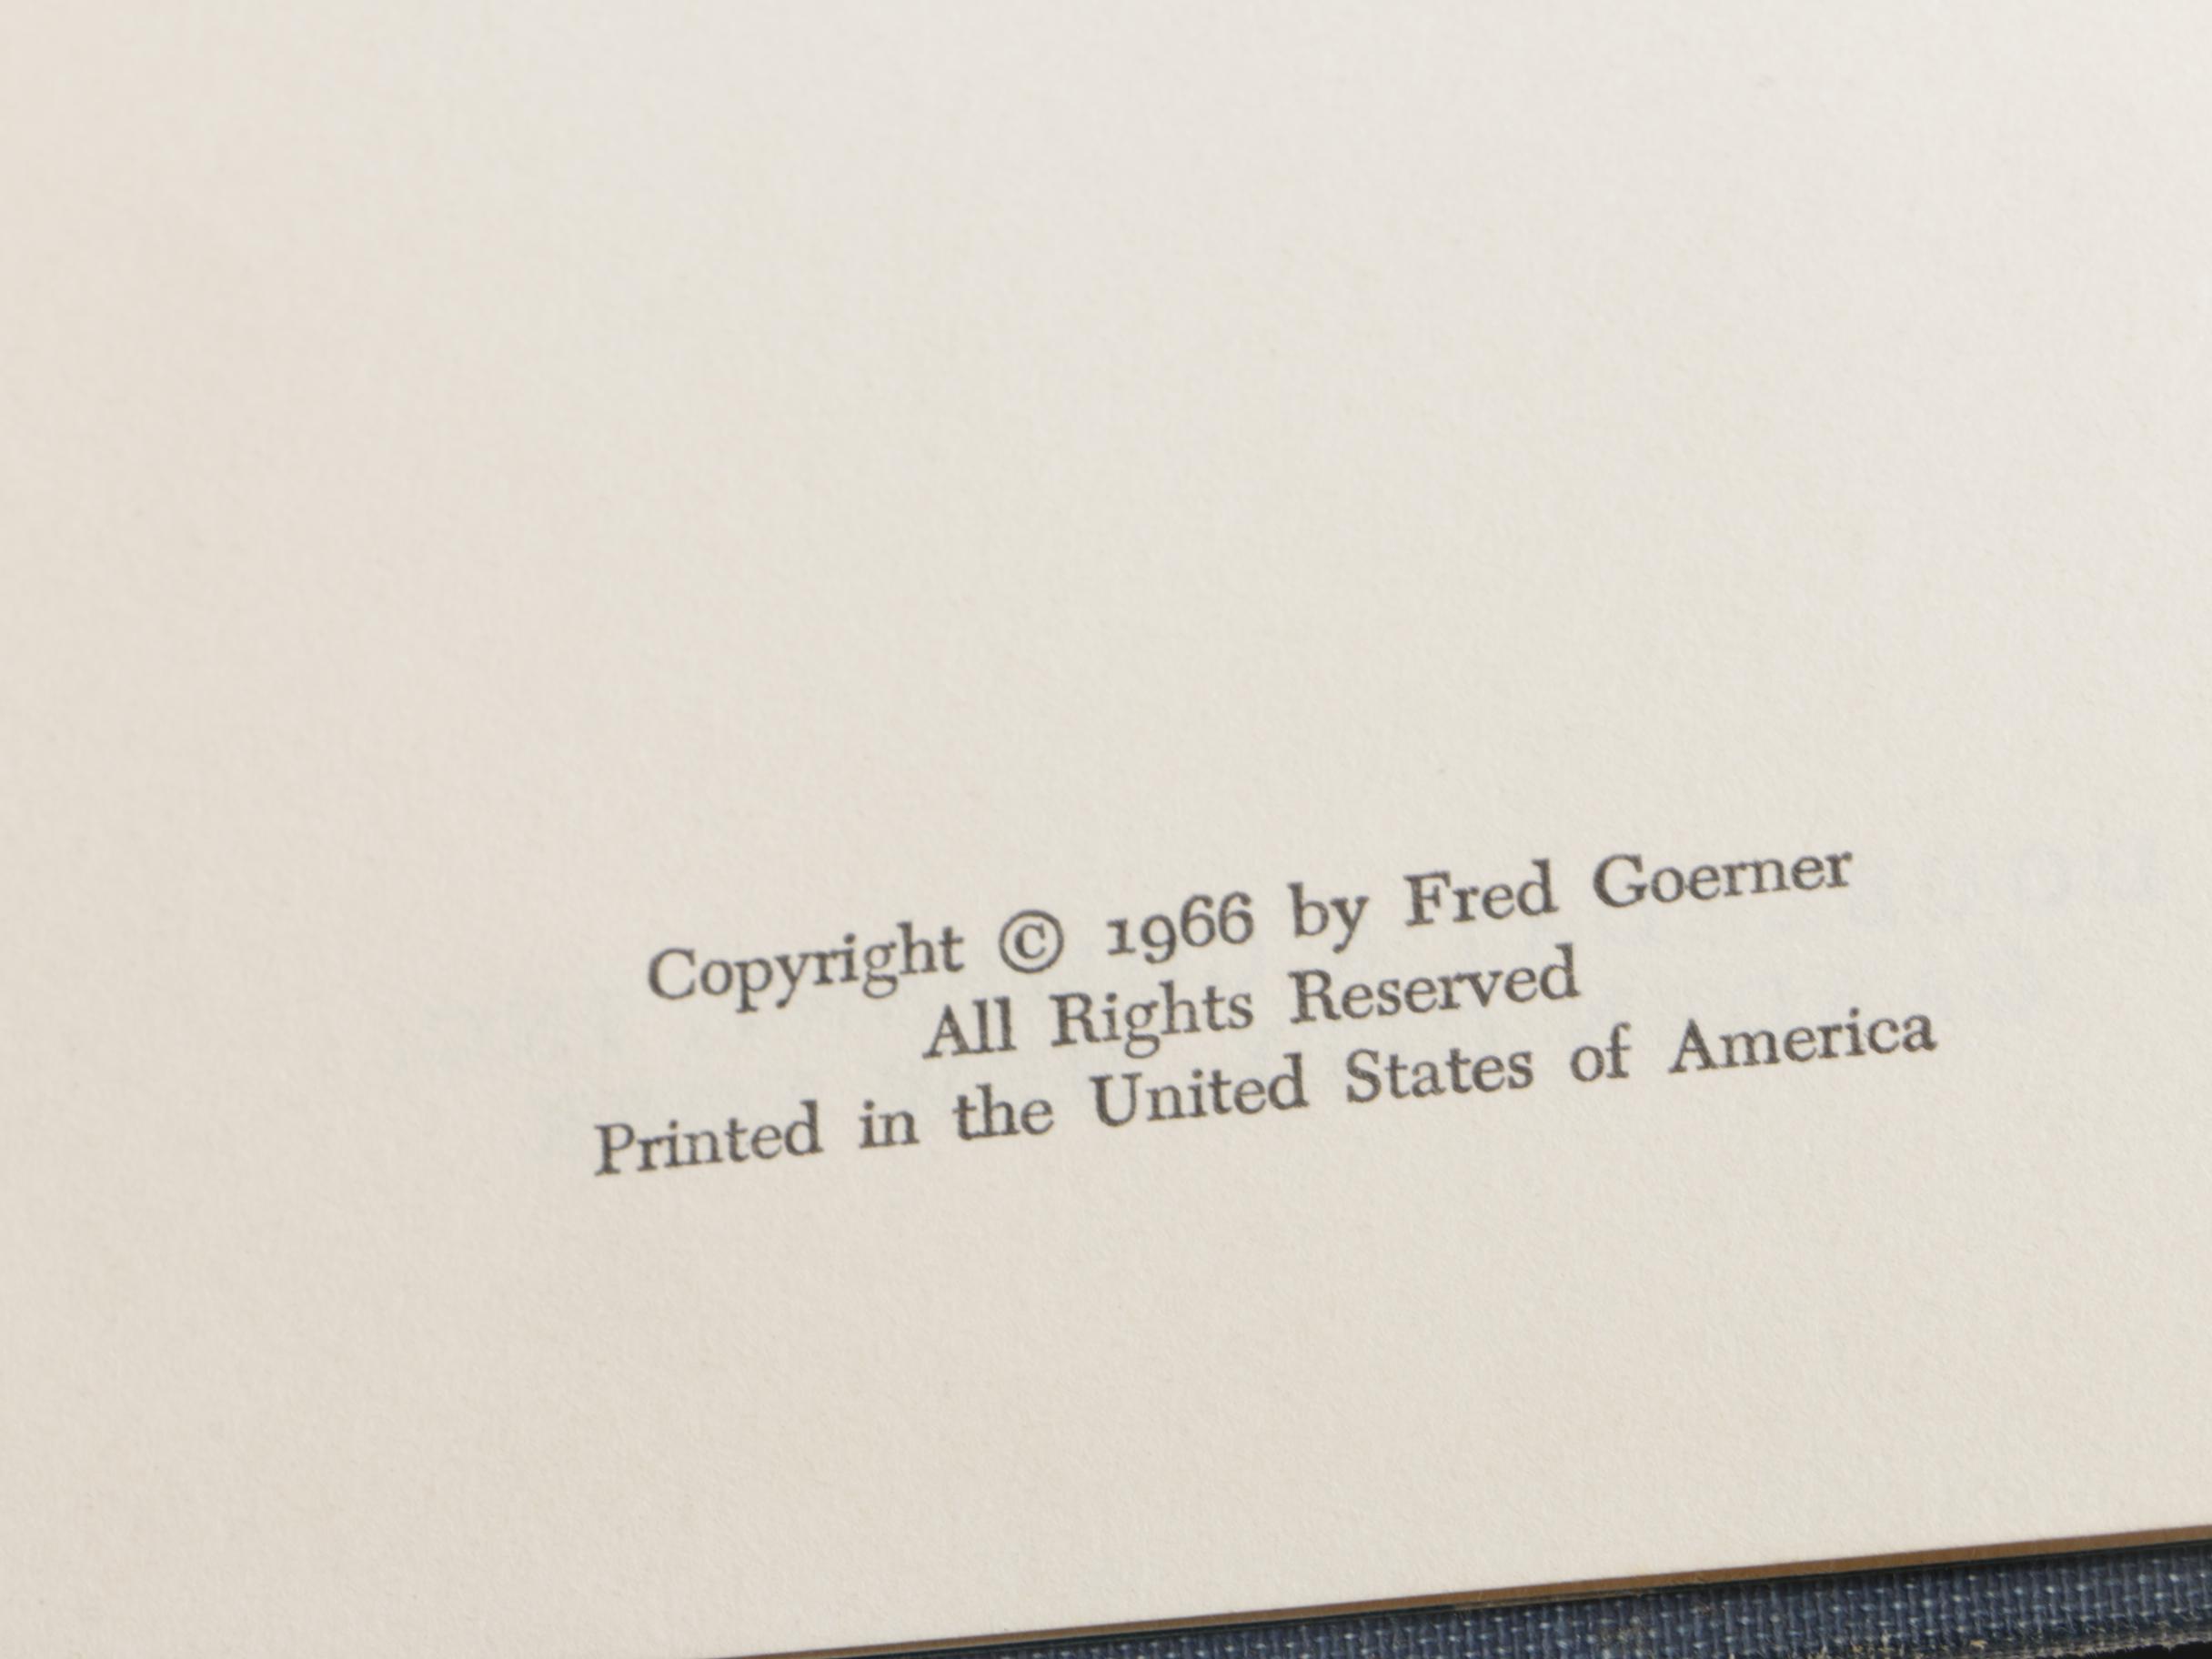 Copyright © 1966 by Fred Goerner
All Rights Reserved
Printed in the United States of America